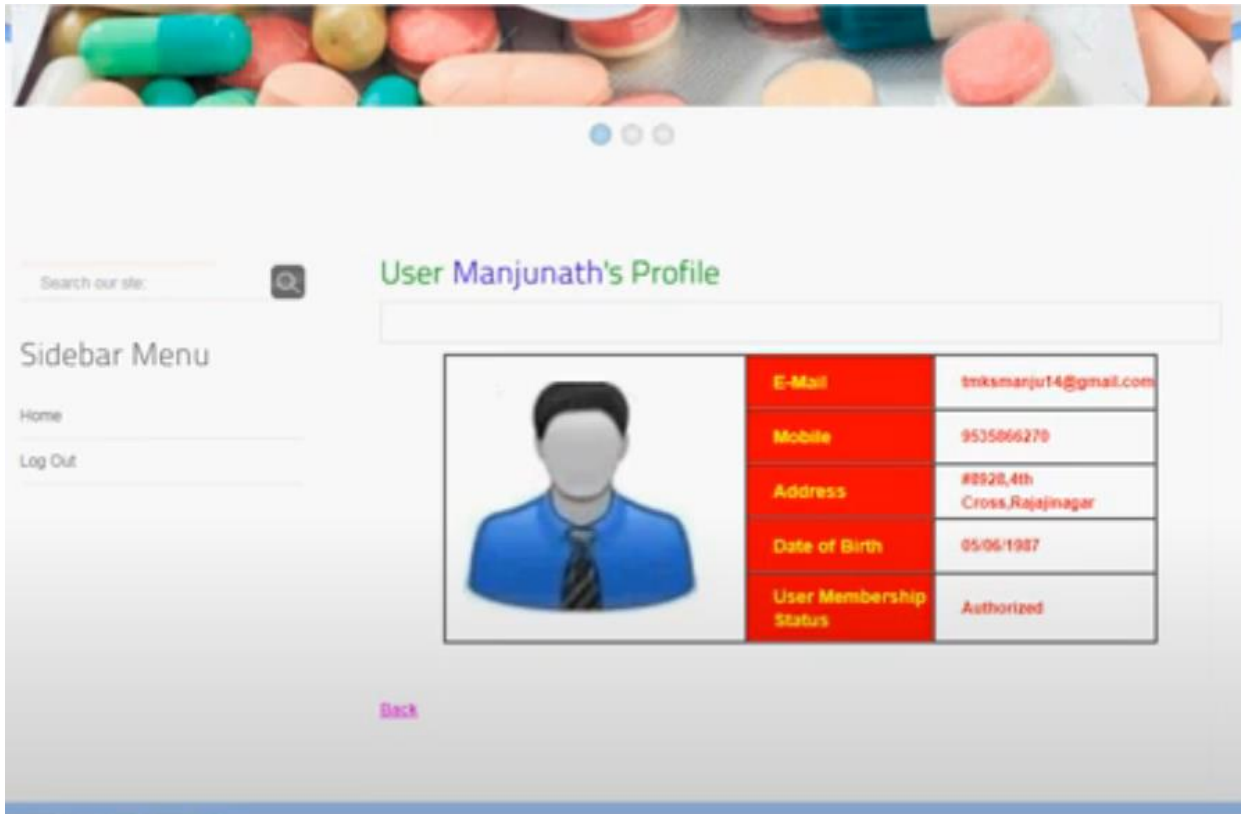 Search our site:
User Manjunath's Profile
Sidebar Menu
Home
Log Out
E-Mail tmksmanju14@gmail.com
Mobile 9535866270
Address #8928,4th
Cross,Rajajinagar
Date of Birth 05/06/1987
User Membership
Status Authorized
Back